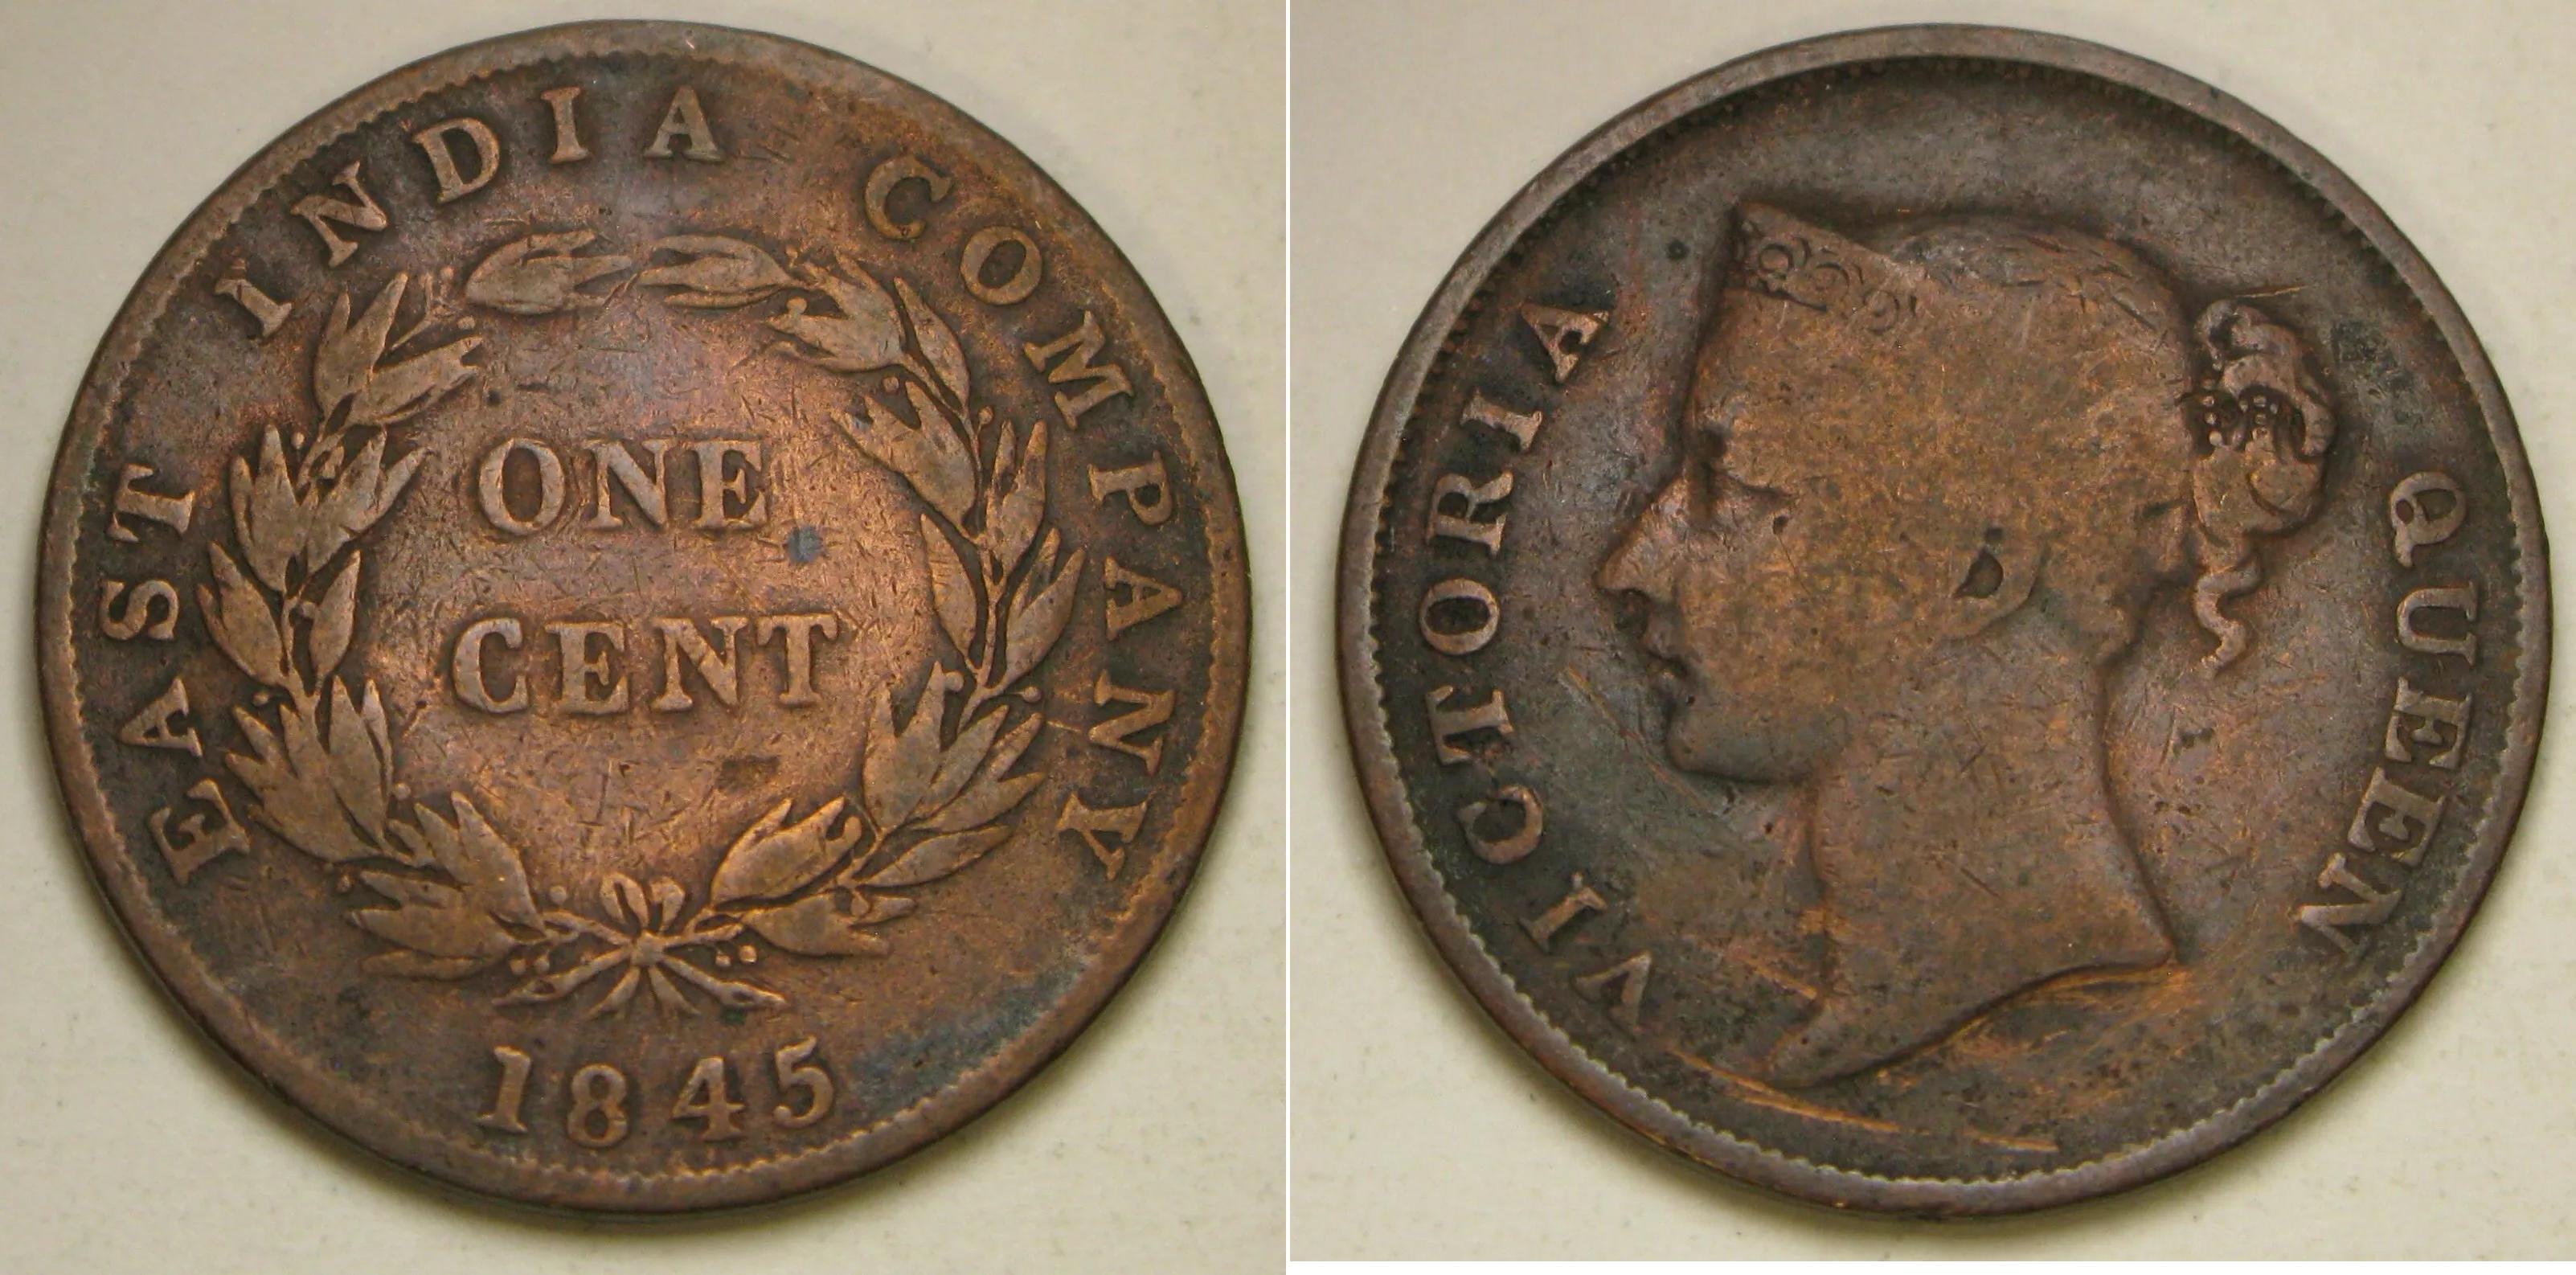 EAST INDIA COMPANY
ONE
CENT
1845
VICTORIA QUEEN